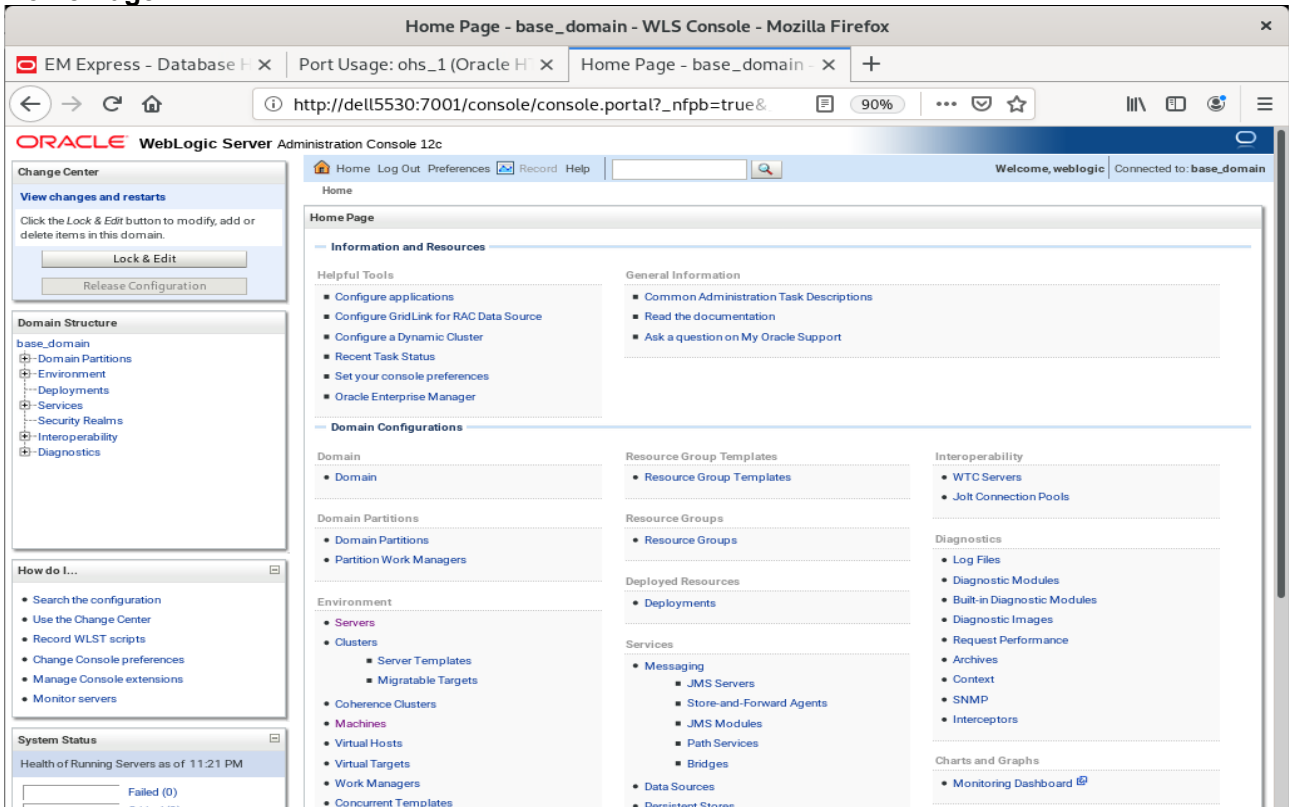 Home Page - base_domain - WLS Console - Mozilla Firefox ×
EM Express - Database H × Port Usage: ohs_1 (Oracle HT × Home Page - base_domain - × +
http://dell5530:7001/console/console.portal?_nfpb=true& 90%
ORACLE WebLogic Server Administration Console 12c
Change Center
View changes and restarts
Click the Lock & Edit button to modify, add or
delete items in this domain.
Lock & Edit
Release Configuration
Domain Structure
base_domain
Domain Partitions
Environment
Deployments
Services
Security Realms
Interoperability
Diagnostics
How do I...
Search the configuration
Use the Change Center
Record WLST scripts
Change Console preferences
Manage Console extensions
Monitor servers
System Status
Health of Running Servers as of 11:21 PM
Failed (0)
Home Log Out Preferences Record Help
Welcome, weblogic Connected to: base_domain
Home
Home Page
Information and Resources
Helpful Tools
Configure applications
Configure GridLink for RAC Data Source
Configure a Dynamic Cluster
Recent Task Status
Set your console preferences
Oracle Enterprise Manager
General Information
Common Administration Task Descriptions
Read the documentation
Ask a question on My Oracle Support
Domain Configurations
Domain
Domain
Domain Partitions
Domain Partitions
Partition Work Managers
Environment
Servers
Clusters
Server Templates
Migratable Targets
Coherence Clusters
Machines
Virtual Hosts
Virtual Targets
Work Managers
Concurrent Templates
Resource Group Templates
Resource Group Templates
Resource Groups
Resource Groups
Deployed Resources
Deployments
Services
Messaging
JMS Servers
Store-and-Forward Agents
JMS Modules
Path Services
Bridges
Data Sources
Persistent Stores
Interoperability
WTC Servers
Jolt Connection Pools
Diagnostics
Log Files
Diagnostic Modules
Built-in Diagnostic Modules
Diagnostic Images
Request Performance
Archives
Context
SNMP
Interceptors
Charts and Graphs
Monitoring Dashboard